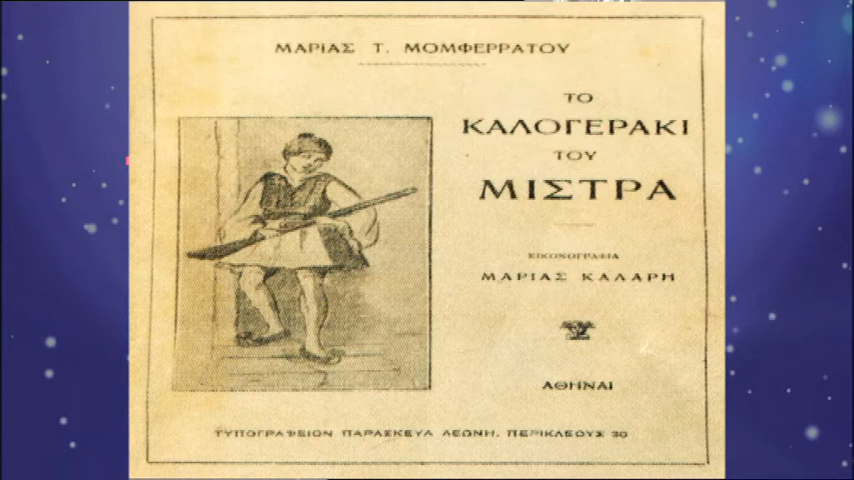 ΜΑΡΙΑΣ Τ. ΜΟΜΦΕΡΡΑΤΟΥ
ΤΟ
ΚΑΛΟΓΕΡΑΚΙ
ΤΟΥ
ΜΙΣΤΡΑ
ΕΙΚΟΝΟΓΡΑΦΙΑ
ΜΑΡΙΑΣ ΚΑΛΑΡΗ
ΑΘΗΝΑΙ
ΤΥΠΟΓΡΑΦΕΙΟΝ ΠΑΡΑΣΚΕΥΑ ΛΕΩΝΗ, ΠΕΡΙΚΛΕΟΥΣ 30